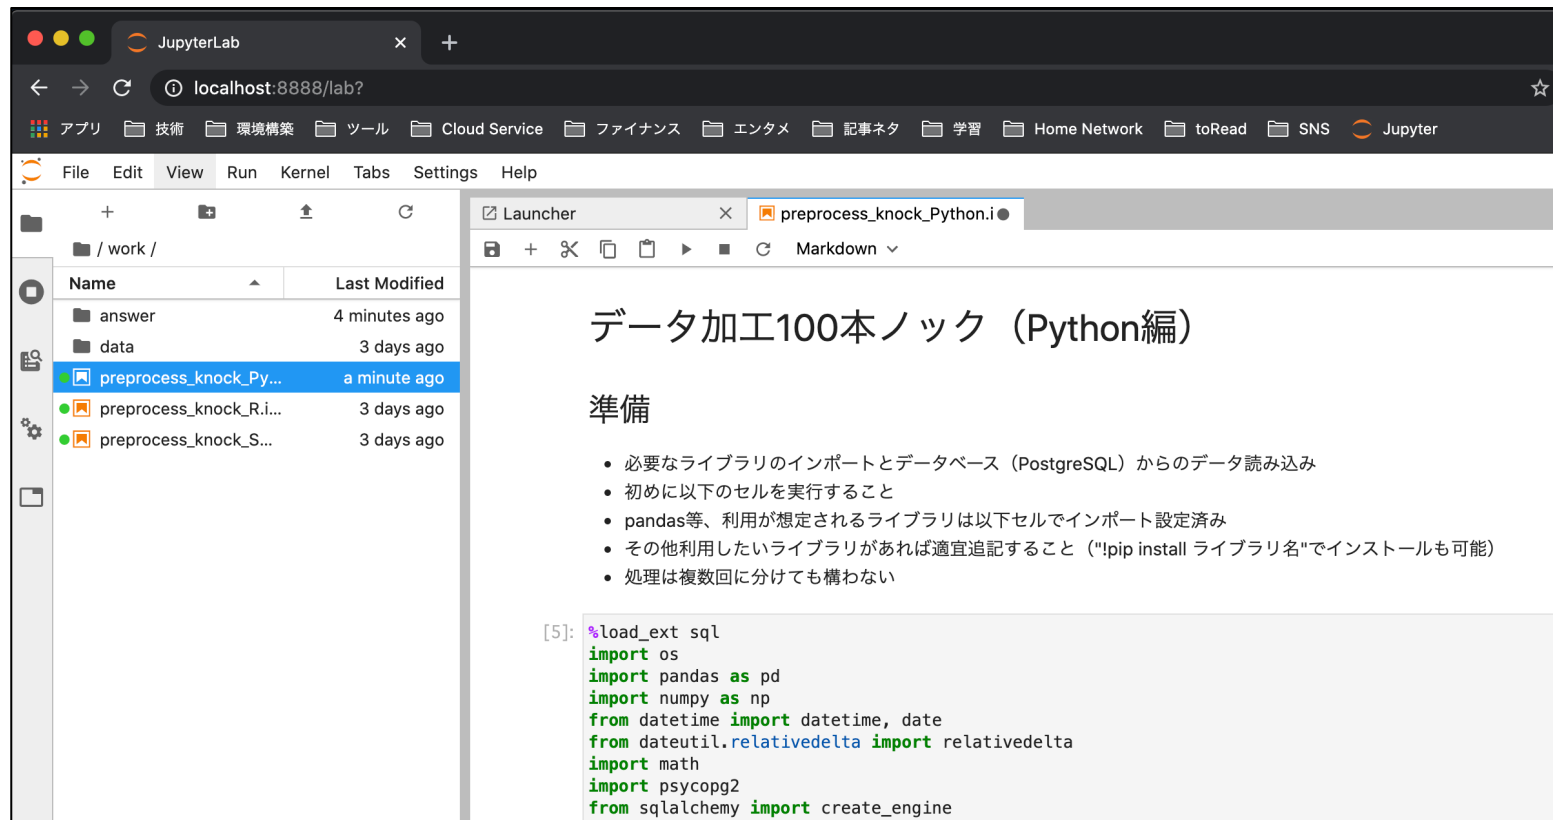 JupyterLab
localhost:8888/lab?
アプリ 技術 環境構築 ツール Cloud Service ファイナンス エンタメ 記事ネタ 学習 Home Network toRead SNS Jupyter
File Edit View Run Kernel Tabs Settings Help
Launcher preprocess_knock_Python.i
/ work /
Markdown
Name Last Modified
answer 4 minutes ago
data 3 days ago
preprocess_knock_Py... a minute ago
preprocess_knock_R.i... 3 days ago
preprocess_knock_S... 3 days ago
データ加工100本ノック（Python編）
準備
• 必要なライブラリのインポートとデータベース（PostgreSQL）からのデータ読み込み
• 初めに以下のセルを実行すること
• pandas等、利用が想定されるライブラリは以下セルでインポート設定済み
• その他利用したいライブラリがあれば適宜追記すること（"!pip install ライブラリ名"でインストールも可能）
• 処理は複数回に分けても構わない
[5]: %load_ext sql
import os
import pandas as pd
import numpy as np
from datetime import datetime, date
from dateutil.relativedelta import relativedelta
import math
import psycopg2
from sqlalchemy import create_engine